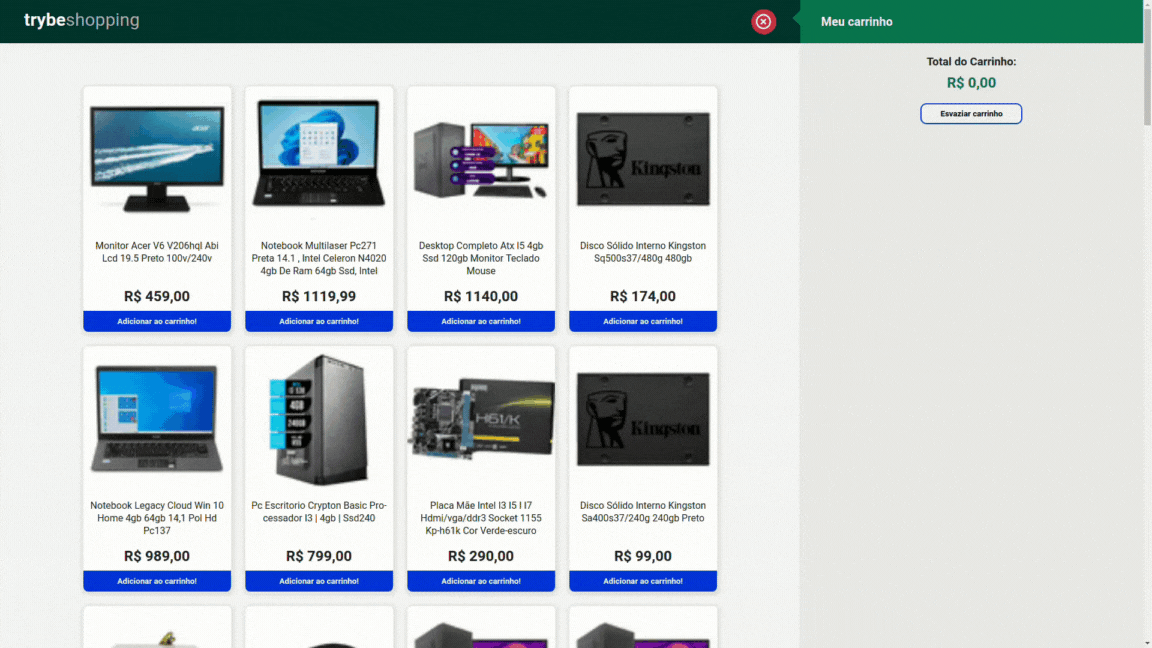 trybeshopping
Meu carrinho
Total do Carrinho:
R$ 0,00
Esvaziar carrinho
acer
Monitor Acer V6 V206hql Abi
Lcd 19.5 Preto 100v/240v
R$ 459,00
Adicionar ao carrinho!
Notebook Multilaser Pc271
Preta 14.1 , Intel Celeron N4020
4gb De Ram 64gb Ssd, Intel
R$ 1119,99
Adicionar ao carrinho!
Desktop Completo Atx I5 4gb
Ssd 120gb Monitor Teclado
Mouse
R$ 1140,00
Adicionar ao carrinho!
Kingston
Disco Sólido Interno Kingston
Sq500s37/480g 480gb
R$ 174,00
Adicionar ao carrinho!
Notebook Legacy Cloud Win 10
Home 4gb 64gb 14,1 Pol Hd
Pc137
R$ 989,00
Adicionar ao carrinho!
4GB
240GB
Pc Escritorio Crypton Basic Pro-
cessador I3 | 4gb | Ssd240
R$ 799,00
Adicionar ao carrinho!
H61/K
Placa Mãe Intel I3 I5 I I7
Hdmi/vga/ddr3 Socket 1155
Kp-h61k Cor Verde-escuro
R$ 290,00
Adicionar ao carrinho!
Kingston
Disco Sólido Interno Kingston
Sa400s37/240g 240gb Preto
R$ 99,00
Adicionar ao carrinho!